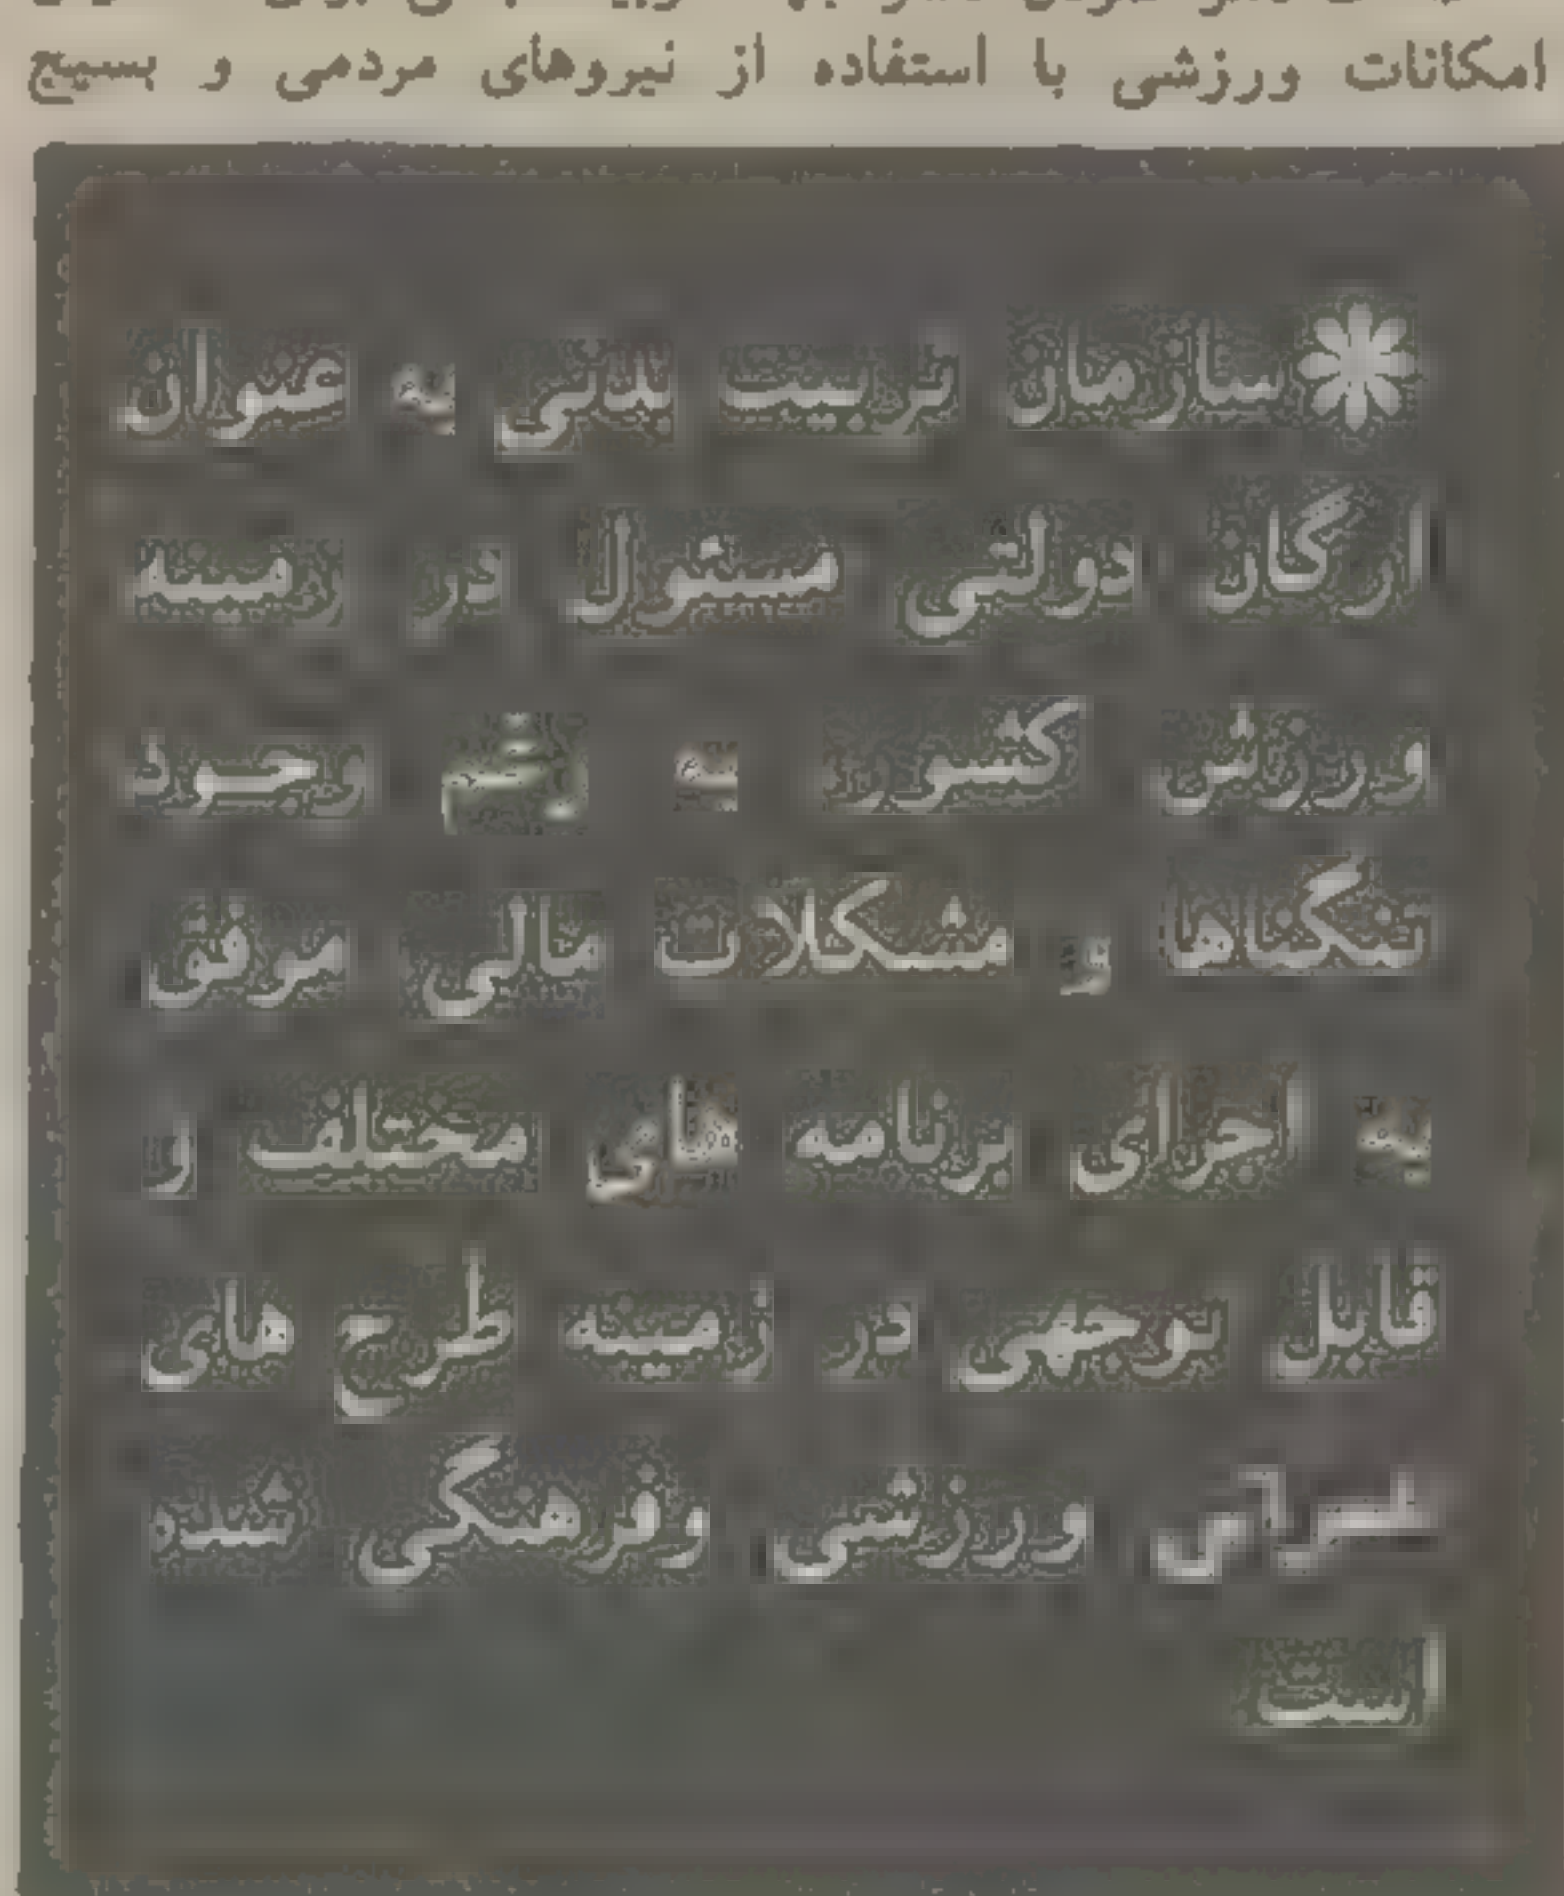 امکانات ورزشی با استفاده از نیروهای مردمی و بسیج
سازمان تربیت بدنی به عنوان
ارگان دولتی مسئول در زمینه
ورزش کشور به رغم وجود
تنگناها و مشکلات مالی موفق
به اجرای برنامه های مختلف و
قابل توجهی در زمینه طرح های
عمرانی ورزشی وفرهنگی شده
است